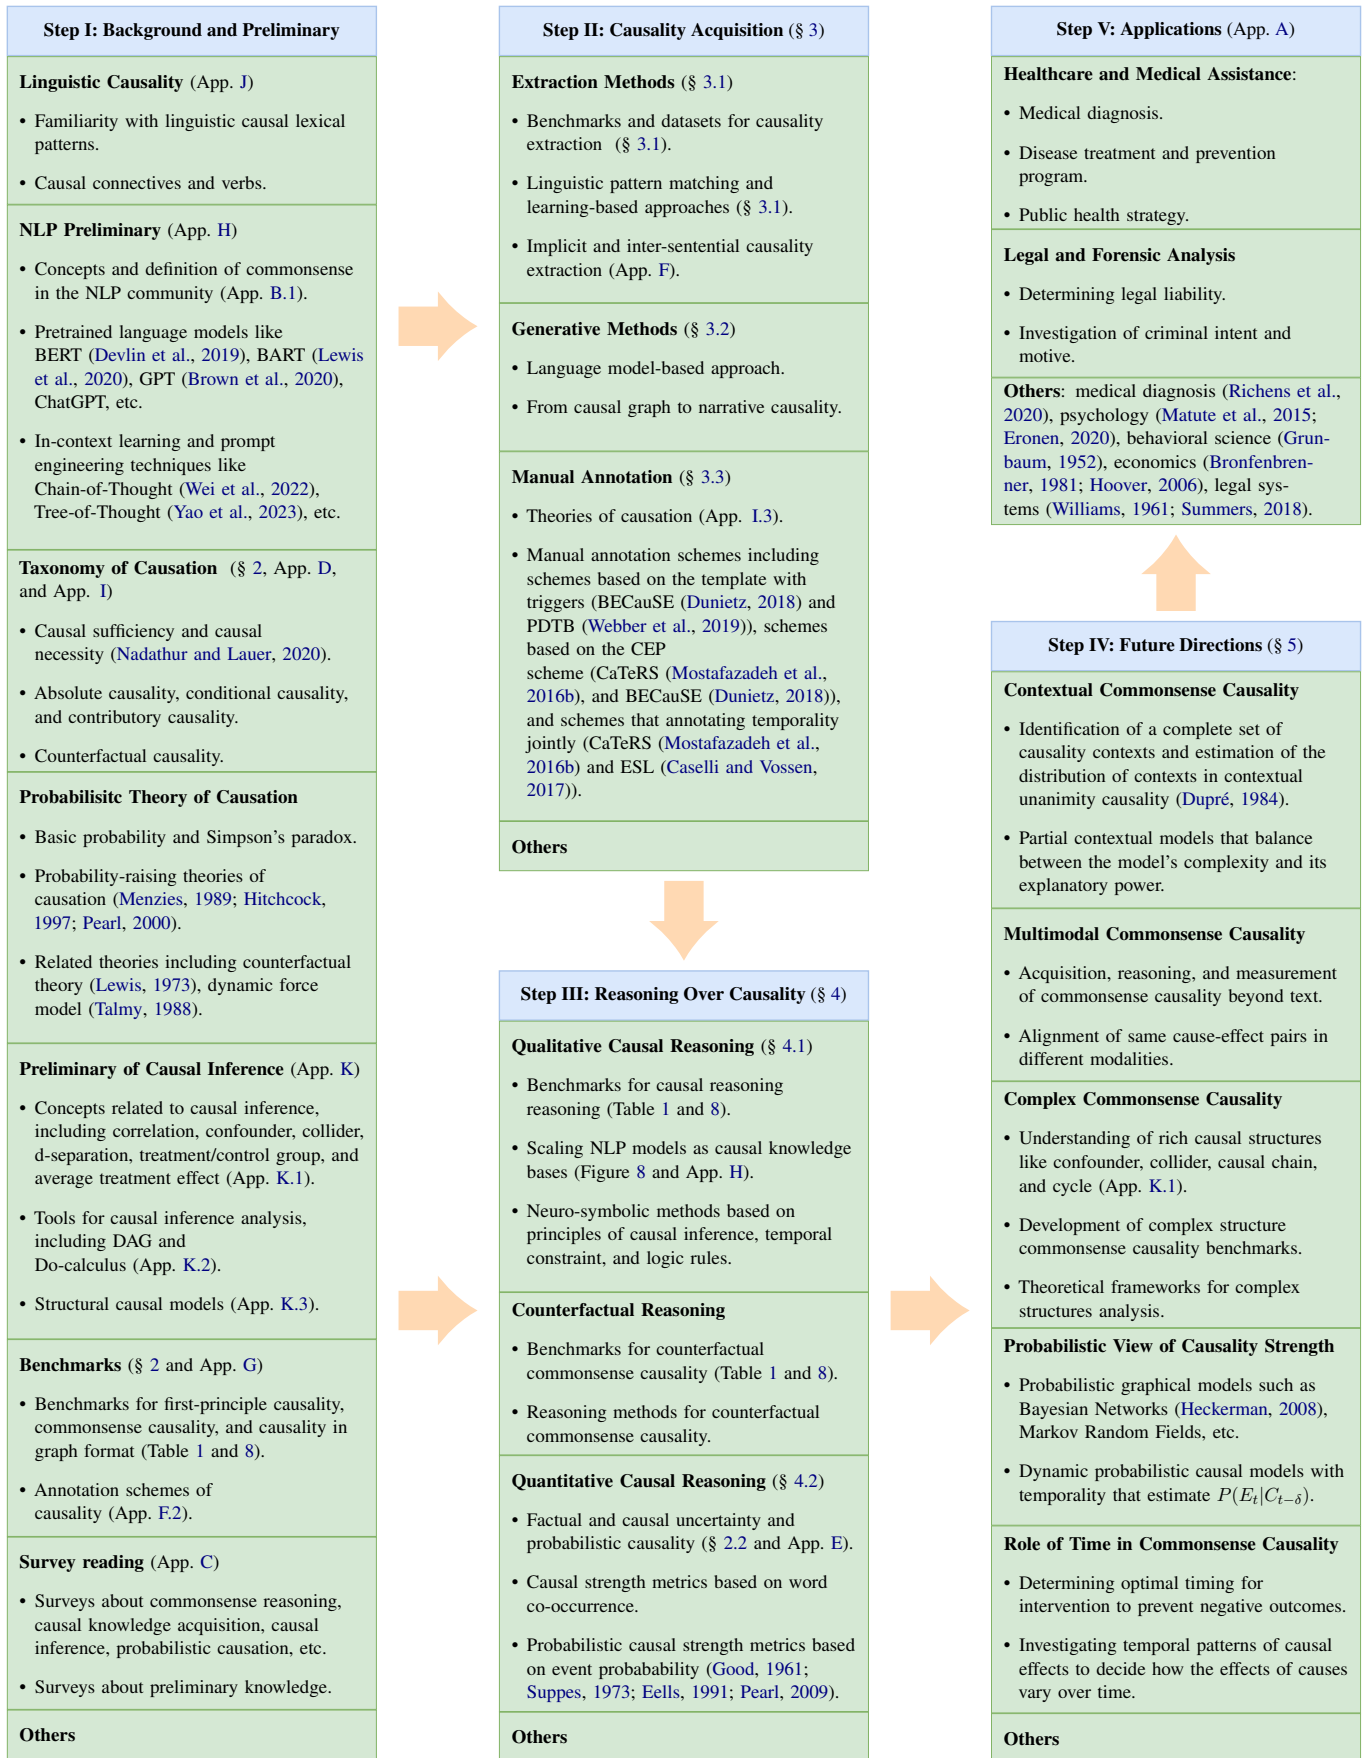 Step I: Background and Preliminary
Linguistic Causality (App. J)
• Familiarity with linguistic causal lexical
patterns.
• Causal connectives and verbs.
NLP Preliminary (App. H)
• Concepts and definition of commonsense
in the NLP community (App. B.1).
• Pretrained language models like
BERT (Devlin et al., 2019), BART (Lewis
et al., 2020), GPT (Brown et al., 2020),
ChatGPT, etc.
• In-context learning and prompt
engineering techniques like
Chain-of-Thought (Wei et al., 2022),
Tree-of-Thought (Yao et al., 2023), etc.
Taxonomy of Causation (§ 2, App. D,
and App. I)
• Causal sufficiency and causal
necessity (Nadathur and Lauer, 2020).
• Absolute causality, conditional causality,
and contributory causality.
• Counterfactual causality.
Probabilisitc Theory of Causation
• Basic probability and Simpson's paradox.
• Probability-raising theories of
causation (Menzies, 1989; Hitchcock,
1997; Pearl, 2000).
• Related theories including counterfactual
theory (Lewis, 1973), dynamic force
model (Talmy, 1988).
Preliminary of Causal Inference (App. K)
• Concepts related to causal inference,
including correlation, confounder, collider,
d-separation, treatment/control group, and
average treatment effect (App. K.1).
• Tools for causal inference analysis,
including DAG and
Do-calculus (App. K.2).
• Structural causal models (App. K.3).
Benchmarks (§ 2 and App. G)
• Benchmarks for first-principle causality,
commonsense causality, and causality in
graph format (Table 1 and 8).
• Annotation schemes of
causality (App. F.2).
Survey reading (App. C)
• Surveys about commonsense reasoning,
causal knowledge acquisition, causal
inference, probabilistic causation, etc.
• Surveys about preliminary knowledge.
Others
Step II: Causality Acquisition (§ 3)
Extraction Methods (§ 3.1)
• Benchmarks and datasets for causality
extraction (§ 3.1).
• Linguistic pattern matching and
learning-based approaches (§ 3.1).
• Implicit and inter-sentential causality
extraction (App. F).
Generative Methods (§ 3.2)
• Language model-based approach.
• From causal graph to narrative causality.
Manual Annotation (§ 3.3)
• Theories of causation (App. I.3).
• Manual annotation schemes including
schemes based on the template with
triggers (BECauSE (Dunietz, 2018) and
PDTB (Webber et al., 2019)), schemes
based on the CEP
scheme (CaTeRS (Mostafazadeh et al.,
2016b), and BECauSE (Dunietz, 2018)),
and schemes that annotating temporality
jointly (CaTeRS (Mostafazadeh et al.,
2016b) and ESL (Caselli and Vossen,
2017)).
Others
Step III: Reasoning Over Causality (§ 4)
Qualitative Causal Reasoning (§ 4.1)
• Benchmarks for causal reasoning
reasoning (Table 1 and 8).
• Scaling NLP models as causal knowledge
bases (Figure 8 and App. H).
• Neuro-symbolic methods based on
principles of causal inference, temporal
constraint, and logic rules.
Counterfactual Reasoning
• Benchmarks for counterfactual
commonsense causality (Table 1 and 8).
• Reasoning methods for counterfactual
commonsense causality.
Quantitative Causal Reasoning (§ 4.2)
• Factual and causal uncertainty and
probabilistic causality (§ 2.2 and App. E).
• Causal strength metrics based on word
co-occurrence.
• Probabilistic causal strength metrics based
on event probabability (Good, 1961;
Suppes, 1973; Eells, 1991; Pearl, 2009).
Others
Step V: Applications (App. A)
Healthcare and Medical Assistance:
• Medical diagnosis.
• Disease treatment and prevention
program.
• Public health strategy.
Legal and Forensic Analysis
• Determining legal liability.
• Investigation of criminal intent and
motive.
Others: medical diagnosis (Richens et al.,
2020), psychology (Matute et al., 2015;
Eronen, 2020), behavioral science (Grun-
baum, 1952), economics (Bronfenbren-
ner, 1981; Hoover, 2006), legal sys-
tems (Williams, 1961; Summers, 2018).
Step IV: Future Directions (§ 5)
Contextual Commonsense Causality
• Identification of a complete set of
causality contexts and estimation of the
distribution of contexts in contextual
unanimity causality (Dupré, 1984).
• Partial contextual models that balance
between the model's complexity and its
explanatory power.
Multimodal Commonsense Causality
• Acquisition, reasoning, and measurement
of commonsense causality beyond text.
• Alignment of same cause-effect pairs in
different modalities.
Complex Commonsense Causality
• Understanding of rich causal structures
like confounder, collider, causal chain,
and cycle (App. K.1).
• Development of complex structure
commonsense causality benchmarks.
• Theoretical frameworks for complex
structures analysis.
Probabilistic View of Causality Strength
• Probabilistic graphical models such as
Bayesian Networks (Heckerman, 2008),
Markov Random Fields, etc.
• Dynamic probabilistic causal models with
temporality that estimate P(E_t|C_{t−δ}).
Role of Time in Commonsense Causality
• Determining optimal timing for
intervention to prevent negative outcomes.
• Investigating temporal patterns of causal
effects to decide how the effects of causes
vary over time.
Others